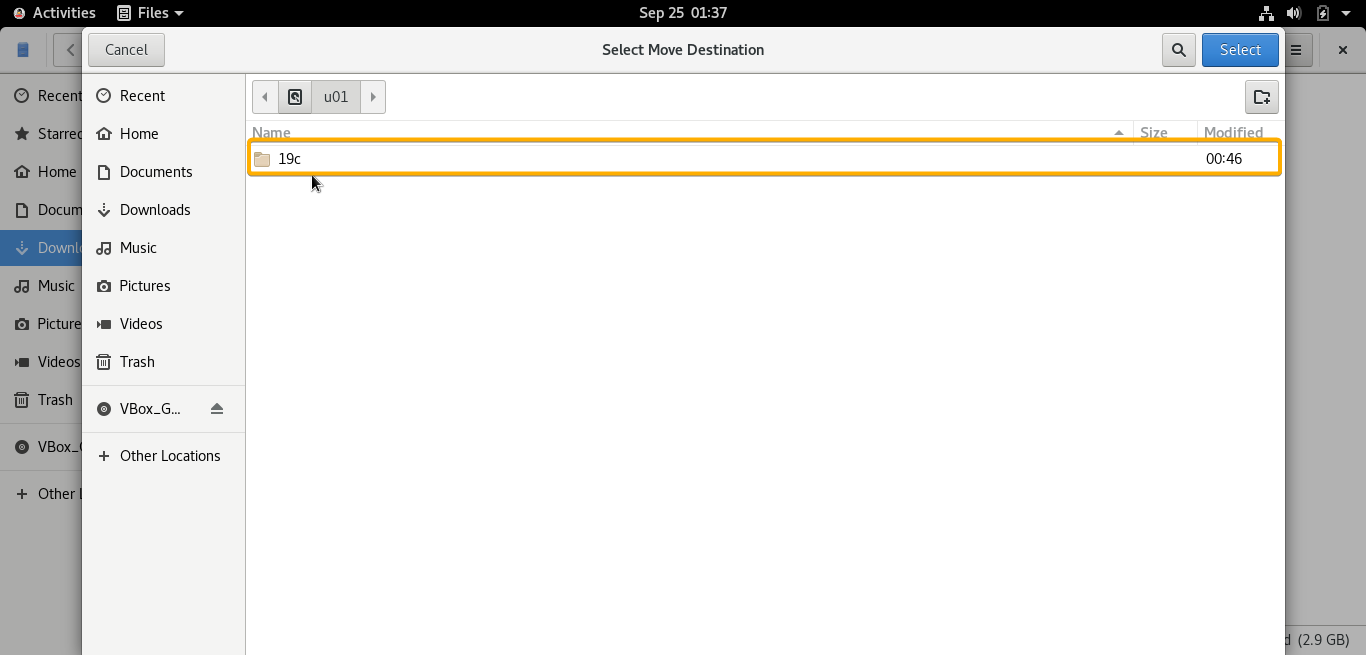 Activities Files Sep 25 01:37
Cancel Select Move Destination Select
Recent
Starred
Home
Docum
Downl
Music
Picture
Videos
Trash
VBox_
Other
Recent
Home
Documents
Downloads
Music
Pictures
Videos
Trash
VBox_G...
Other Locations
u01
Name Size Modified
19c 00:46
(2.9 GB)